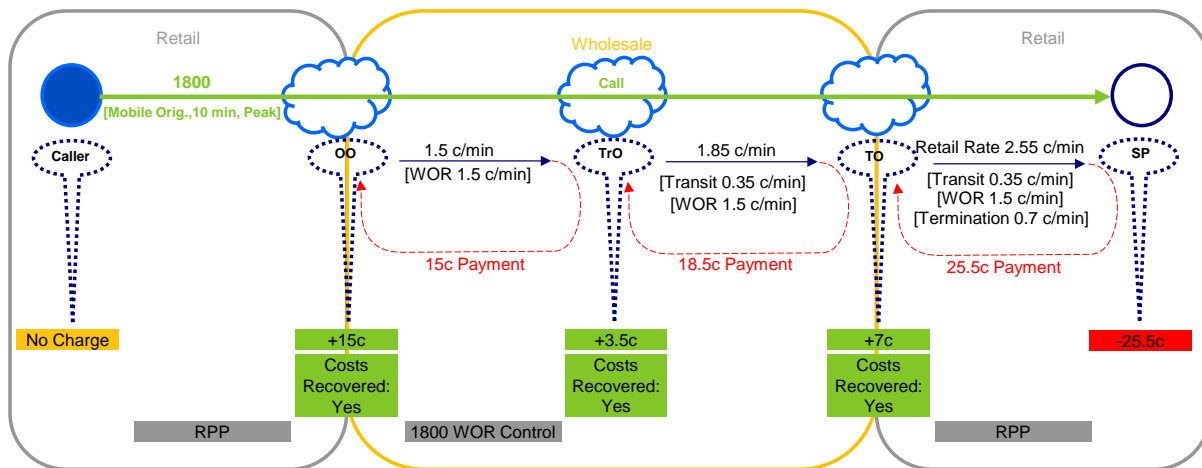 Retail
Wholesale
Retail
1800
Call
[Mobile Orig.,10 min, Peak]
Caller
OO
1.5 c/min
[WOR 1.5 c/min]
TrO
1.85 c/min
[Transit 0.35 c/min]
[WOR 1.5 c/min]
TO
Retail Rate 2.55 c/min
[Transit 0.35 c/min]
[WOR 1.5 c/min]
[Termination 0.7 c/min]
SP
15c Payment
18.5c Payment
25.5c Payment
No Charge
+15c
+3.5c
+7c
-25.5c
Costs
Recovered:
Yes
Costs
Recovered:
Yes
Costs
Recovered:
Yes
RPP
1800 WOR Control
RPP